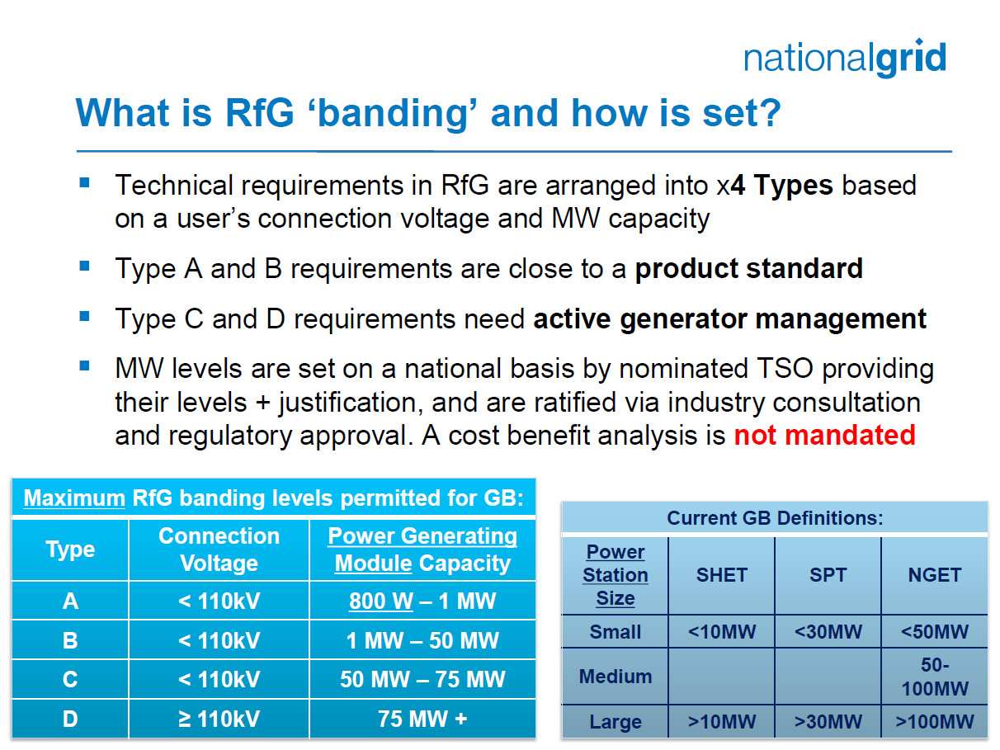 nationalgrid
What is RfG ‘banding’ and how is set?
Technical requirements in RfG are arranged into x4 Types based
on a user’s connection voltage and MW capacity
Type A and B requirements are close to a product standard
Type C and D requirements need active generator management
MW levels are set on a national basis by nominated TSO providing
their levels + justification, and are ratified via industry consultation
and regulatory approval. A cost benefit analysis is not mandated
Maximum RfG banding levels permitted for GB:
Type
Connection
Voltage
Power Generating
Module Capacity
A < 110kV 800 W – 1 MW
B < 110kV 1 MW – 50 MW
C < 110kV 50 MW – 75 MW
D ≥ 110kV 75 MW +
Current GB Definitions:
Power
Station
Size
SHET SPT NGET
Small <10MW <30MW <50MW
Medium
50-
100MW
Large >10MW >30MW >100MW